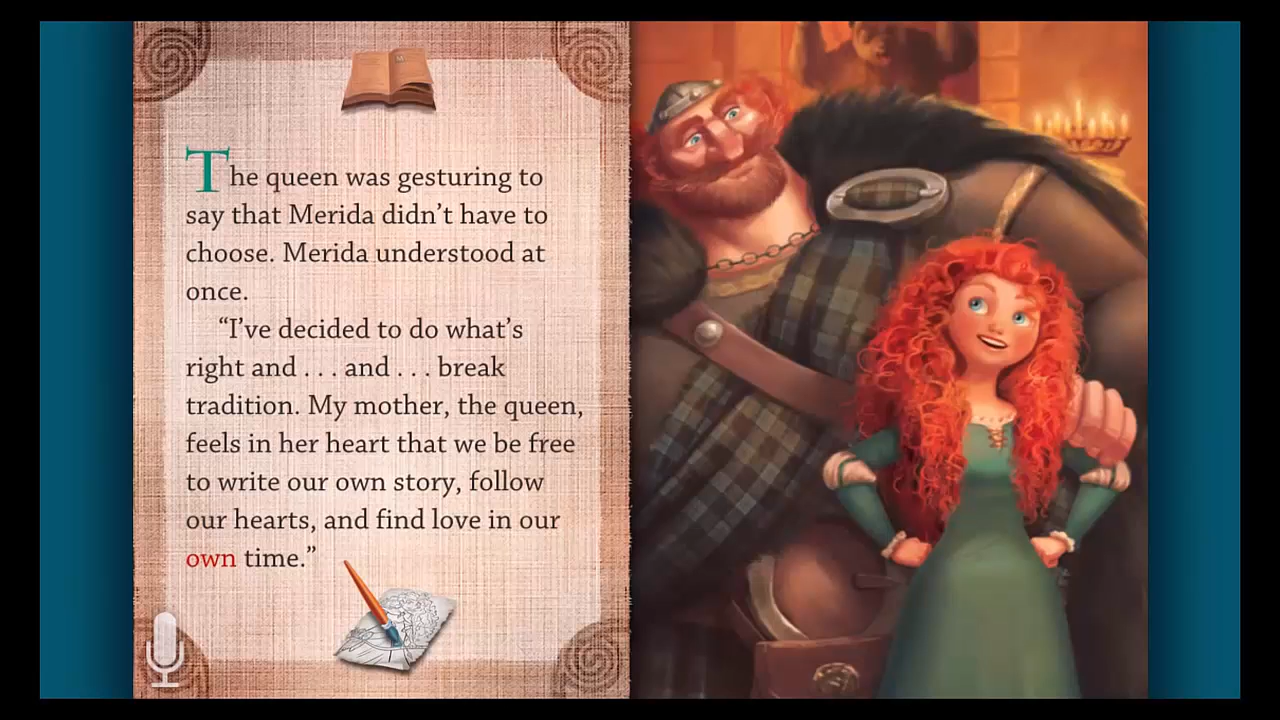 The queen was gesturing to
say that Merida didn’t have to
choose. Merida understood at
once.
“I’ve decided to do what’s
right and . . . and . . . break
tradition. My mother, the queen,
feels in her heart that we be free
to write our own story, follow
our hearts, and find love in our
own time.”